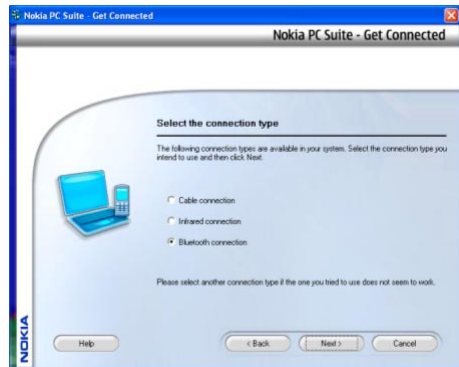 Nokia PC Suite - Get Connected
Nokia PC Suite - Get Connected
Select the connection type
The following connection types are available in your system. Select the connection type you
intend to use and then click Next.
Cable connection
Infrared connection
Bluetooth connection
Please select another connection type if the one you tried to use does not seem to work.
NOKIA
Help
< Back
Next >
Cancel